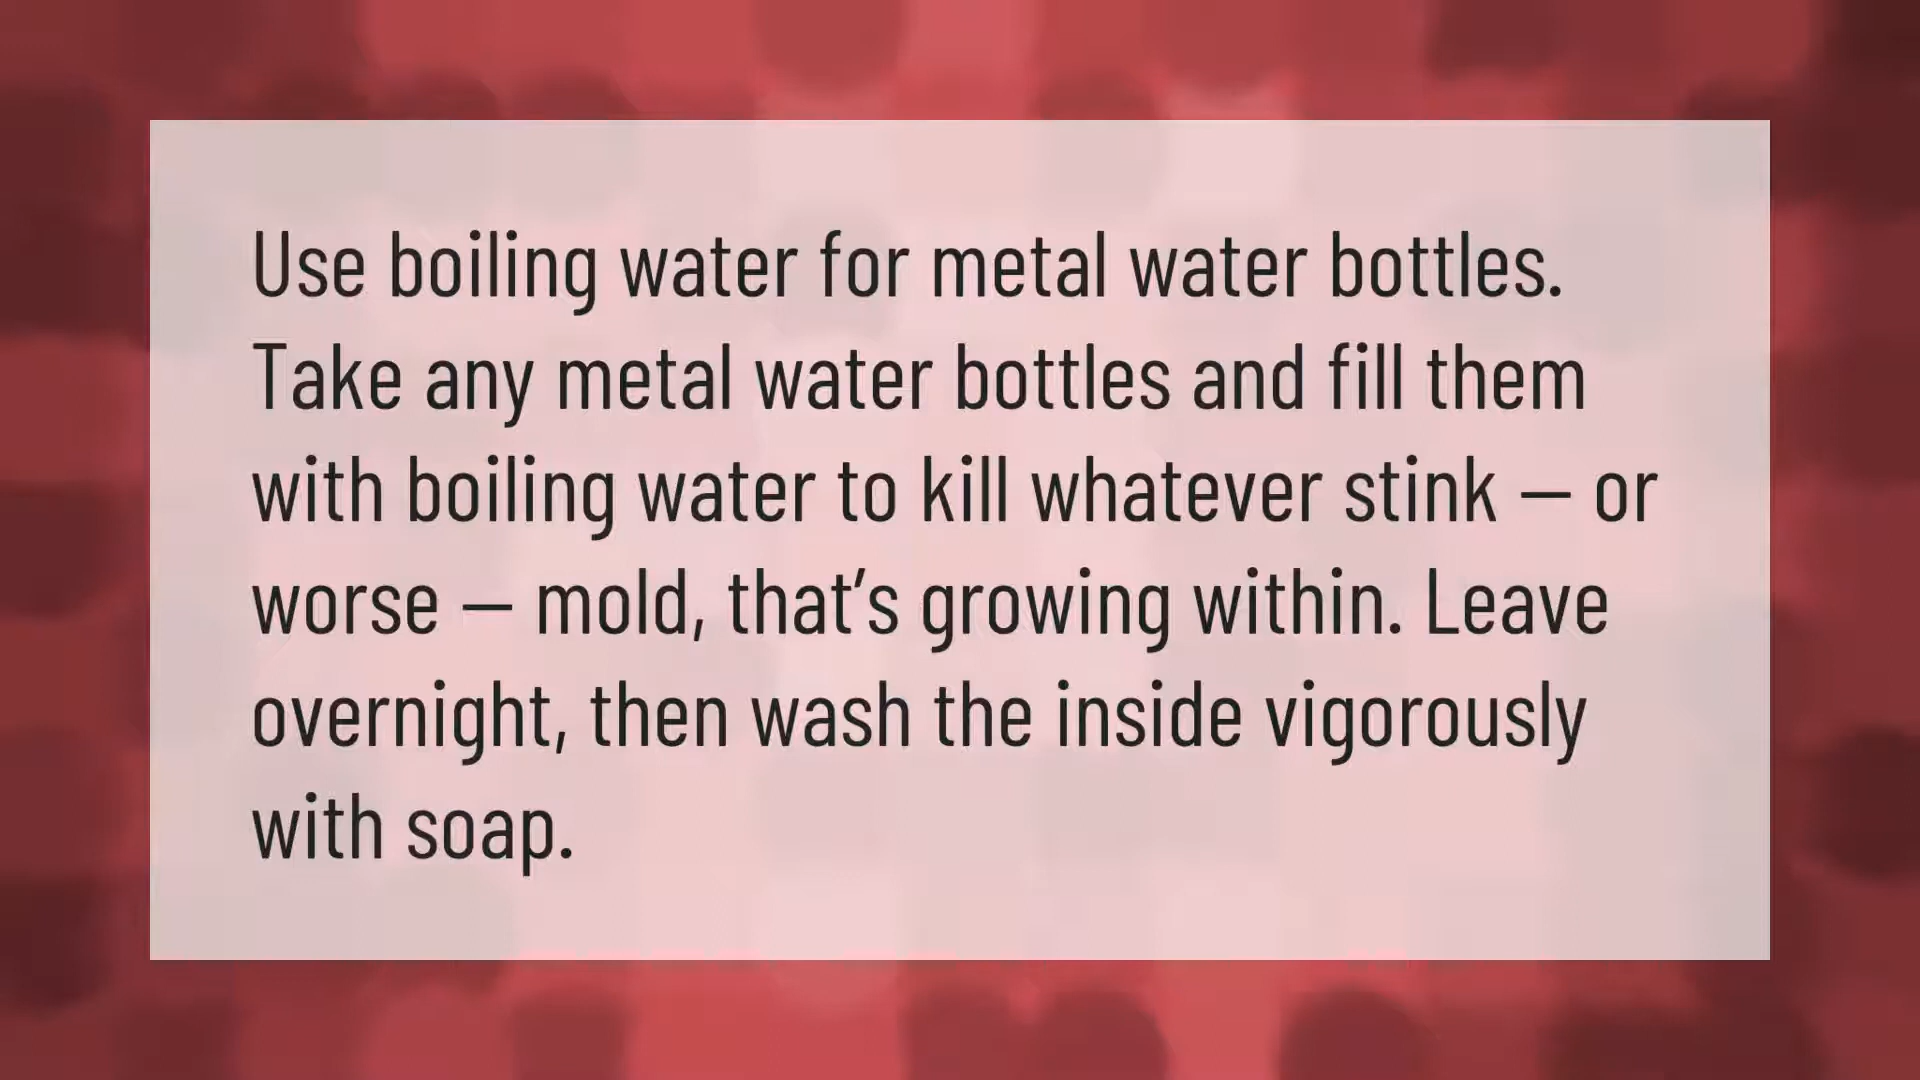 Use boiling water for metal water bottles.
Take any metal water bottles and fill them
with boiling water to kill whatever stink — or
worse — mold, that’s growing within. Leave
overnight, then wash the inside vigorously
with soap.